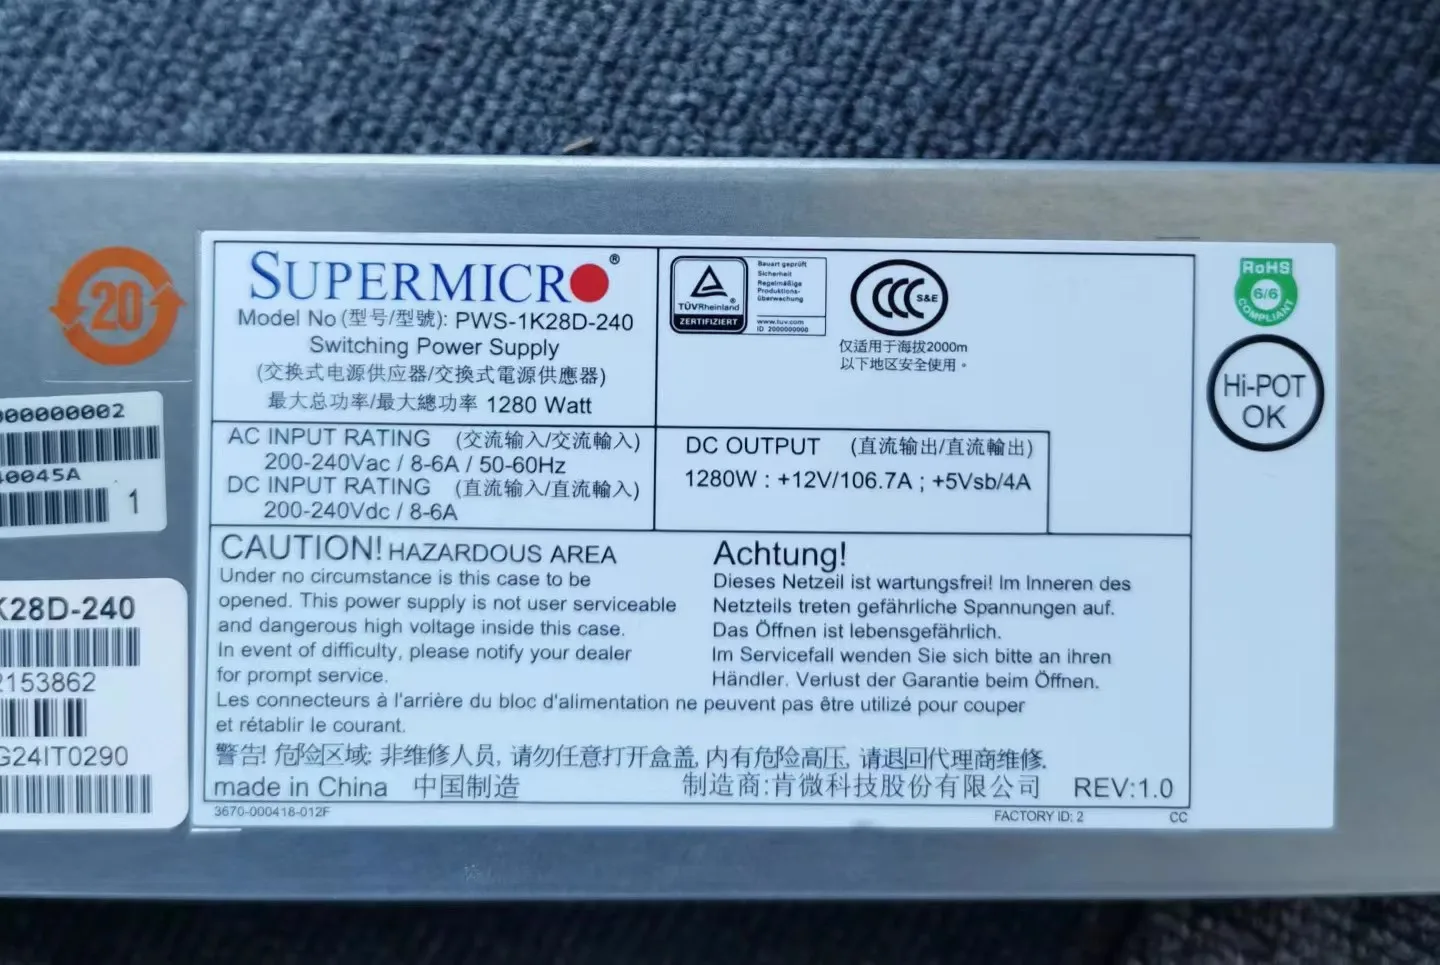 20
000000002
40045A
1
K28D-240
2153862
G24IT0290
SUPERMICRO®
Model No (型号/型號): PWS-1K28D-240
Switching Power Supply
(交换式电源供应器/交換式電源供應器)
最大总功率/最大總功率 1280 Watt
TÜVRheinland®
ZERTIFIZIERT
Bauart geprüft
Sicherheit
Regelmäßige
Produktions-
überwachung
www.tuv.com
ID 2000000000
CCC S&E
仅适用于海拔2000m
以下地区安全使用。
RoHS
6/6
COMPLIANT
Hi-POT
OK
AC INPUT RATING (交流输入/交流輸入)
200-240Vac / 8-6A / 50-60Hz
DC INPUT RATING (直流输入/直流輸入)
200-240Vdc / 8-6A
DC OUTPUT (直流输出/直流輸出)
1280W : +12V/106.7A ; +5Vsb/4A
CAUTION! HAZARDOUS AREA
Under no circumstance is this case to be
opened. This power supply is not user serviceable
and dangerous high voltage inside this case.
In event of difficulty, please notify your dealer
for prompt service.
Achtung!
Dieses Netzeil ist wartungsfrei! Im Inneren des
Netzteils treten gefährliche Spannungen auf.
Das Öffnen ist lebensgefährlich.
Im Servicefall wenden Sie sich bitte an ihren
Händler. Verlust der Garantie beim Öffnen.
Les connecteurs à l'arrière du bloc d'alimentation ne peuvent pas être utilizé pour couper
et rétablir le courant.
警告! 危险区域: 非维修人员, 请勿任意打开盒盖, 内有危险高压, 请退回代理商维修.
made in China 中国制造 制造商:肯微科技股份有限公司 REV:1.0
3670-000418-012F FACTORY ID: 2 CC